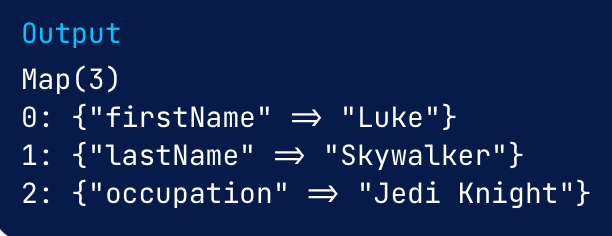 Output
Map(3)
0: {"firstName" => "Luke"}
1: {"lastName" => "Skywalker"}
2: {"occupation" => "Jedi Knight"}